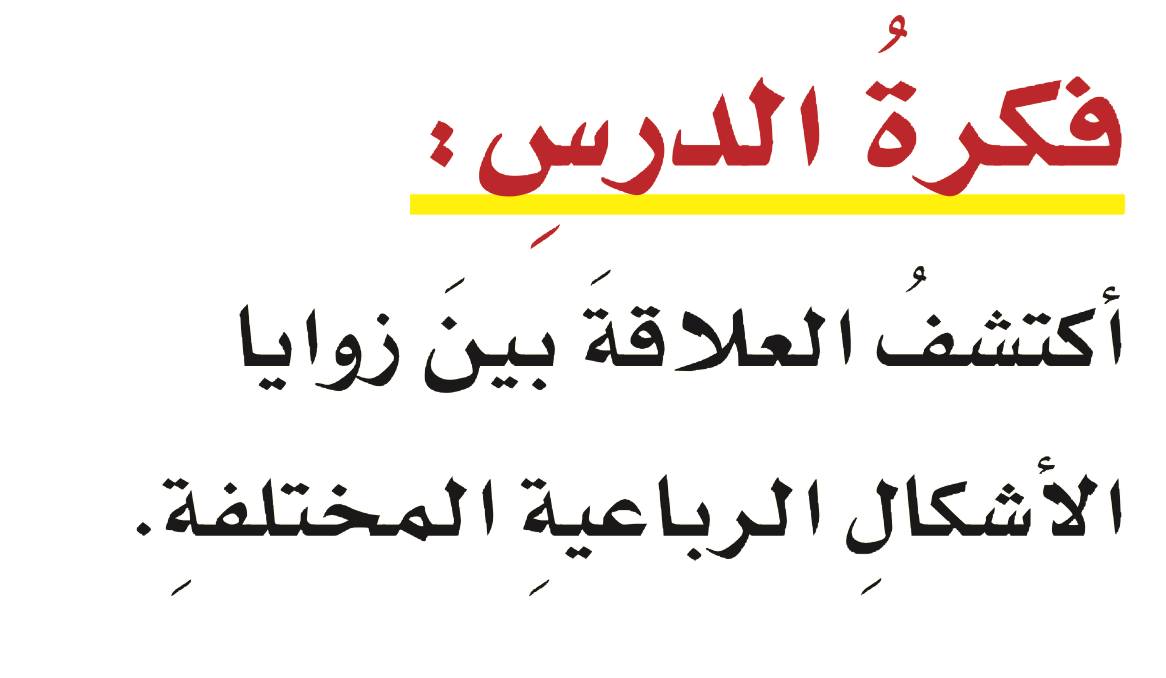 فكرةُ الدرسِ:
أكتشفُ العلاقةَ بينَ زوايا
الأشكالِ الرباعيةِ المختلفةِ.